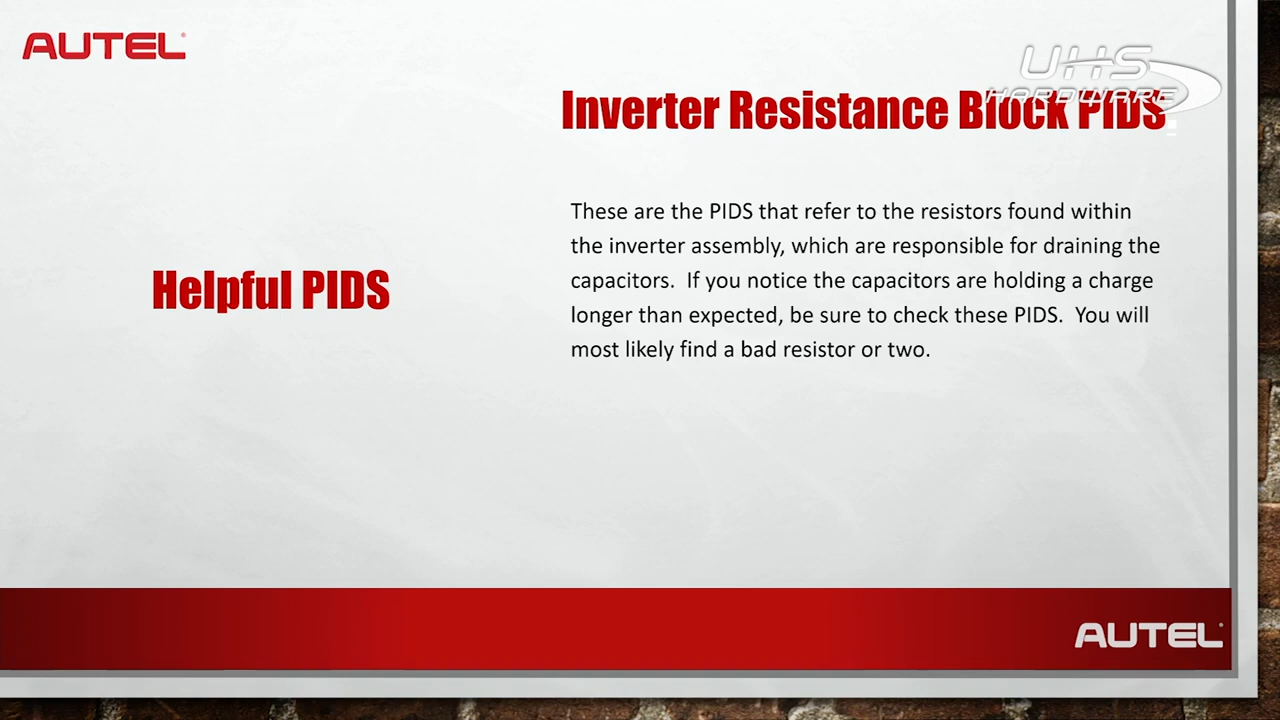 AUTEL
UHS
HARDWARE
Inverter Resistance Block PIDS
These are the PIDS that refer to the resistors found within
the inverter assembly, which are responsible for draining the
capacitors. If you notice the capacitors are holding a charge
longer than expected, be sure to check these PIDS. You will
most likely find a bad resistor or two.
Helpful PIDS
AUTEL